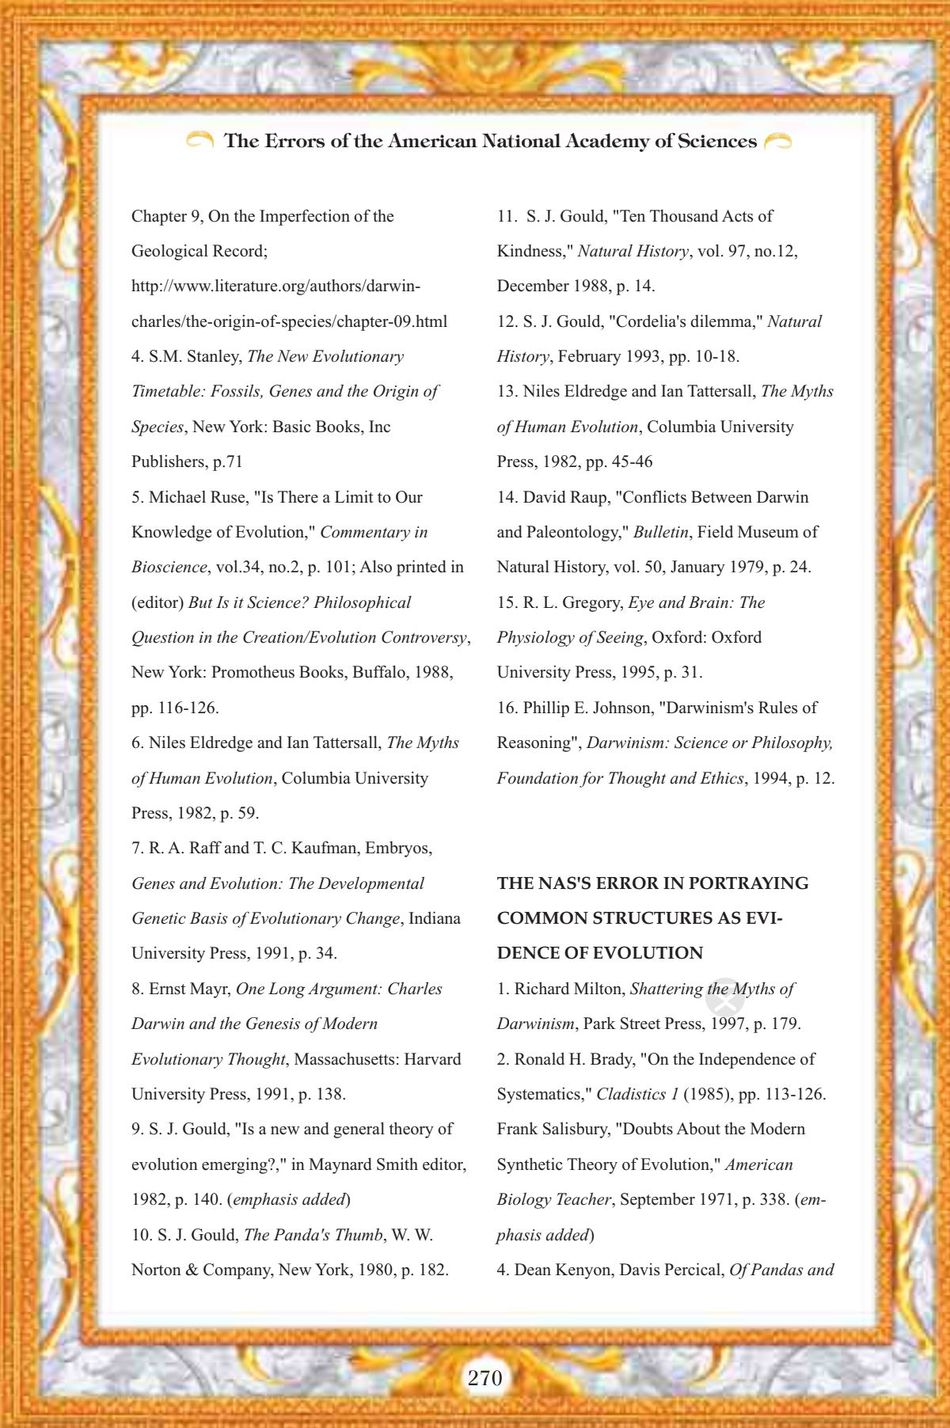 The Errors of the American National Academy of Sciences
Chapter 9, On the Imperfection of the
Geological Record;
http://www.literature.org/authors/darwin-
charles/the-origin-of-species/chapter-09.html
4. S.M. Stanley, The New Evolutionary
Timetable: Fossils, Genes and the Origin of
Species, New York: Basic Books, Inc
Publishers, p.71
5. Michael Ruse, "Is There a Limit to Our
Knowledge of Evolution," Commentary in
Bioscience, vol.34, no.2, p. 101; Also printed in
(editor) But Is it Science? Philosophical
Question in the Creation/Evolution Controversy,
New York: Promotheus Books, Buffalo, 1988,
pp. 116-126.
6. Niles Eldredge and Ian Tattersall, The Myths
of Human Evolution, Columbia University
Press, 1982, p. 59.
7. R. A. Raff and T. C. Kaufman, Embryos,
Genes and Evolution: The Developmental
Genetic Basis of Evolutionary Change, Indiana
University Press, 1991, p. 34.
8. Ernst Mayr, One Long Argument: Charles
Darwin and the Genesis of Modern
Evolutionary Thought, Massachusetts: Harvard
University Press, 1991, p. 138.
9. S. J. Gould, "Is a new and general theory of
evolution emerging?," in Maynard Smith editor,
1982, p. 140. (emphasis added)
10. S. J. Gould, The Panda's Thumb, W. W.
Norton & Company, New York, 1980, p. 182.
11. S. J. Gould, "Ten Thousand Acts of
Kindness," Natural History, vol. 97, no.12,
December 1988, p. 14.
12. S. J. Gould, "Cordelia's dilemma," Natural
History, February 1993, pp. 10-18.
13. Niles Eldredge and Ian Tattersall, The Myths
of Human Evolution, Columbia University
Press, 1982, pp. 45-46
14. David Raup, "Conflicts Between Darwin
and Paleontology," Bulletin, Field Museum of
Natural History, vol. 50, January 1979, p. 24.
15. R. L. Gregory, Eye and Brain: The
Physiology of Seeing, Oxford: Oxford
University Press, 1995, p. 31.
16. Phillip E. Johnson, "Darwinism's Rules of
Reasoning", Darwinism: Science or Philosophy,
Foundation for Thought and Ethics, 1994, p. 12.
THE NAS'S ERROR IN PORTRAYING
COMMON STRUCTURES AS EVI-
DENCE OF EVOLUTION
1. Richard Milton, Shattering the Myths of
Darwinism, Park Street Press, 1997, p. 179.
2. Ronald H. Brady, "On the Independence of
Systematics," Cladistics 1 (1985), pp. 113-126.
Frank Salisbury, "Doubts About the Modern
Synthetic Theory of Evolution," American
Biology Teacher, September 1971, p. 338. (em-
phasis added)
4. Dean Kenyon, Davis Percical, Of Pandas and
270